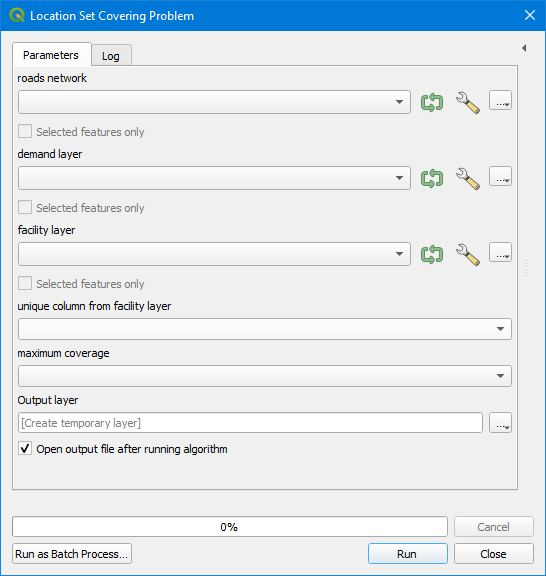 Location Set Covering Problem
Parameters
Log
roads network
...
Selected features only
demand layer
...
Selected features only
facility layer
...
Selected features only
unique column from facility layer
maximum coverage
Output layer
[Create temporary layer]
...
Open output file after running algorithm
0%
Cancel
Run as Batch Process...
Run
Close